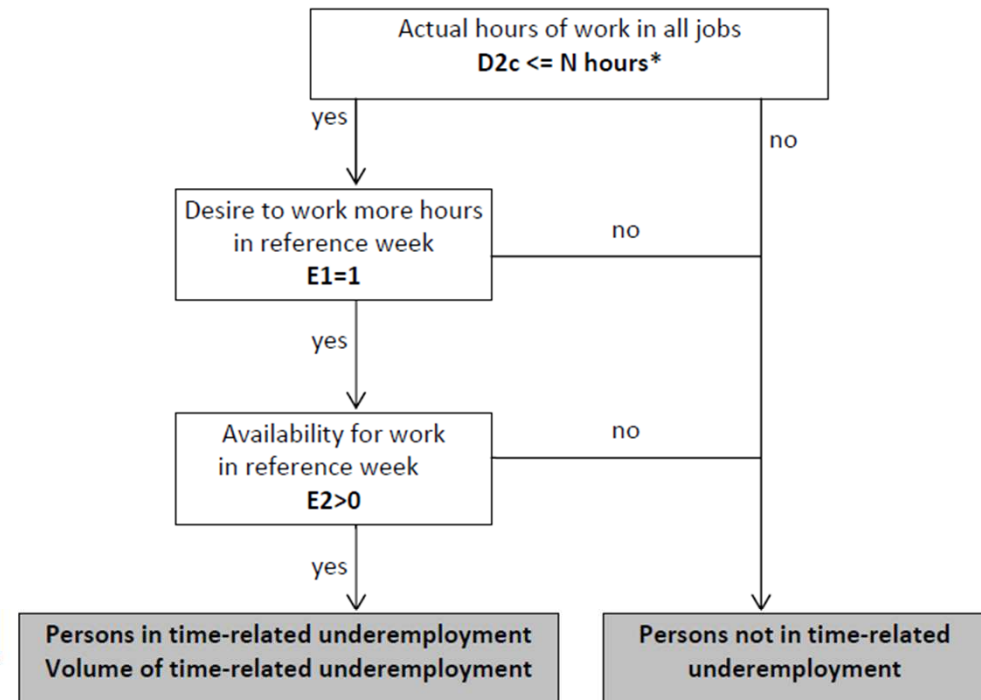 Actual hours of work in all jobs
D2c <= N hours*
yes
no
Desire to work more hours
in reference week
E1=1
no
yes
Availability for work
in reference week
E2>0
no
yes
Persons in time-related underemployment
Volume of time-related underemployment
Persons not in time-related
underemployment